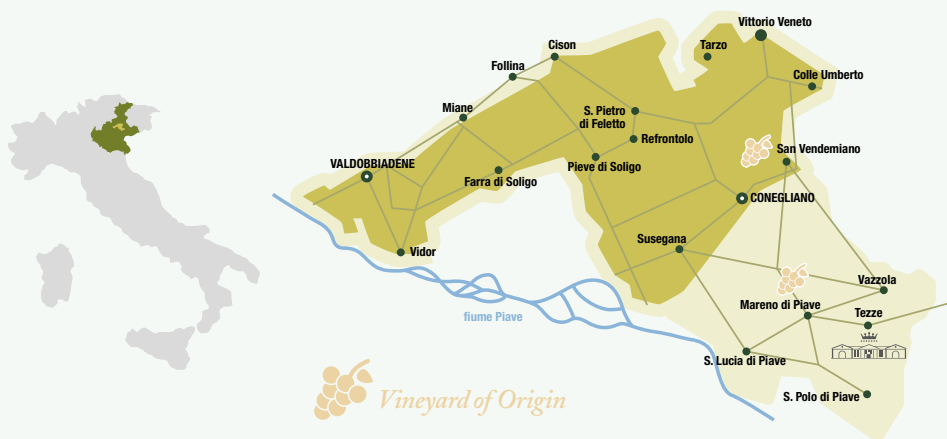 Vittorio Veneto
Cison
Tarzo
Follina
Colle Umberto
Miane
S. Pietro
di Feletto
Refrontolo
San Vendemiano
VALDOBBIADENE
Pieve di Soligo
Farra di Soligo
CONEGLIANO
Susegana
Vidor
Vazzola
Mareno di Piave
Tezze
fiume Piave
S. Lucia di Piave
S. Polo di Piave
Vineyard of Origin